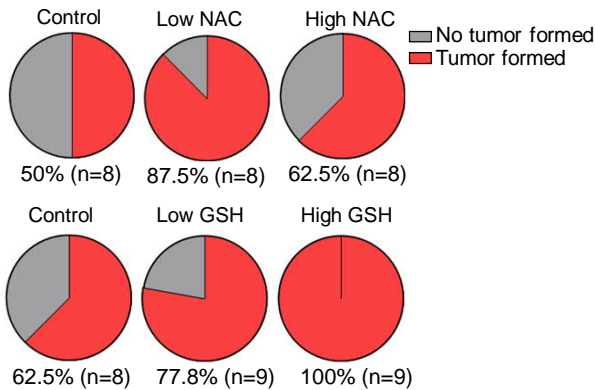 Control
Low NAC
High NAC
No tumor formed
Tumor formed
50% (n=8)
87.5% (n=8)
62.5% (n=8)
Control
Low GSH
High GSH
62.5% (n=8)
77.8% (n=9)
100% (n=9)